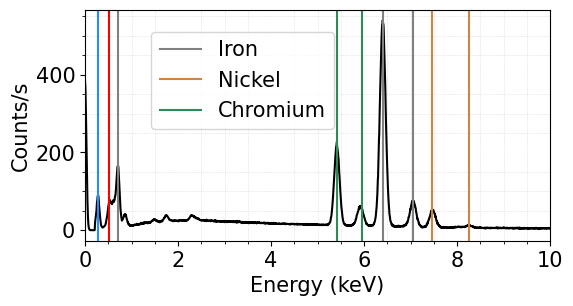 Counts/s
400
200
0
Iron
Nickel
Chromium
0 2 4 6 8 10
Energy (keV)